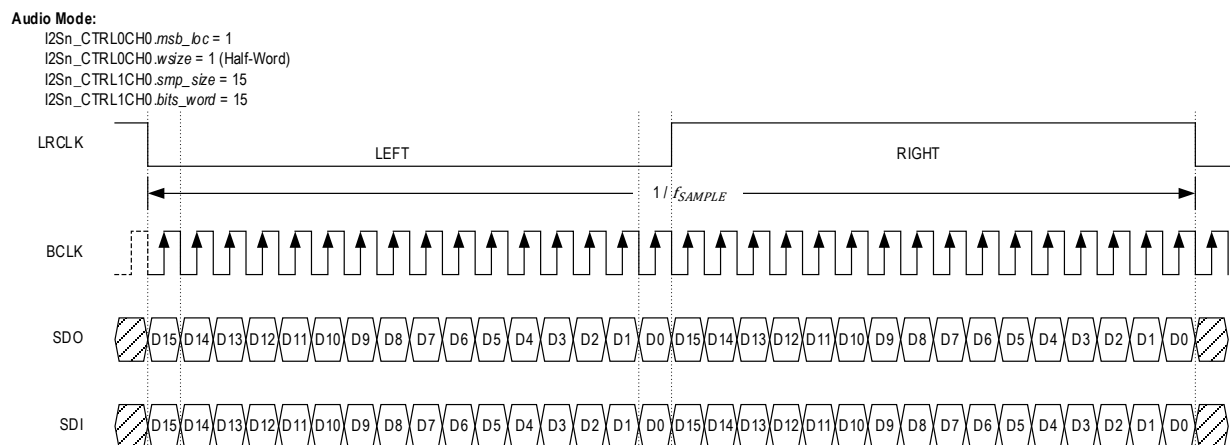 Audio Mode:
I2Sn_CTRL0CH0.msb_loc = 1
I2Sn_CTRL0CH0.wsize = 1 (Half-Word)
I2Sn_CTRL1CH0.smp_size = 15
I2Sn_CTRL1CH0.bits_word = 15
LRCLK LEFT RIGHT
1 / fSAMPLE
BCLK
SDO D15 D14 D13 D12 D11 D10 D9 D8 D7 D6 D5 D4 D3 D2 D1 D0 D15 D14 D13 D12 D11 D10 D9 D8 D7 D6 D5 D4 D3 D2 D1 D0
SDI D15 D14 D13 D12 D11 D10 D9 D8 D7 D6 D5 D4 D3 D2 D1 D0 D15 D14 D13 D12 D11 D10 D9 D8 D7 D6 D5 D4 D3 D2 D1 D0